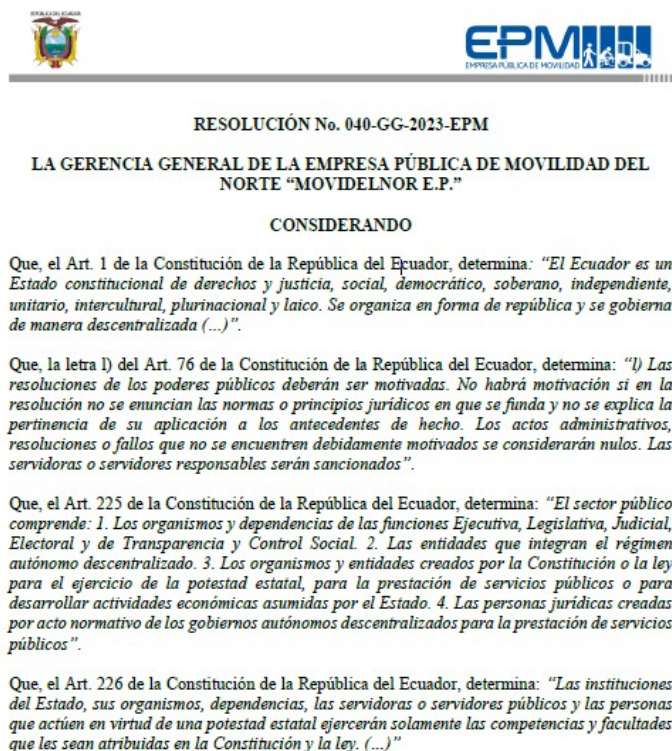 REPÚBLICA DEL ECUADOR
EPM
EMPRESA PÚBLICA DE MOVILIDAD
RESOLUCIÓN No. 040-GG-2023-EPM
LA GERENCIA GENERAL DE LA EMPRESA PÚBLICA DE MOVILIDAD DEL
NORTE “MOVIDELNOR E.P.”
CONSIDERANDO
Que, el Art. 1 de la Constitución de la República del Ecuador, determina: “El Ecuador es un
Estado constitucional de derechos y justicia, social, democrático, soberano, independiente,
unitario, intercultural, plurinacional y laico. Se organiza en forma de república y se gobierna
de manera descentralizada (...)”.
Que, la letra l) del Art. 76 de la Constitución de la República del Ecuador, determina: “l) Las
resoluciones de los poderes públicos deberán ser motivadas. No habrá motivación si en la
resolución no se enuncian las normas o principios jurídicos en que se funda y no se explica la
pertinencia de su aplicación a los antecedentes de hecho. Los actos administrativos,
resoluciones o fallos que no se encuentren debidamente motivados se considerarán nulos. Las
servidoras o servidores responsables serán sancionados”.
Que, el Art. 225 de la Constitución de la República del Ecuador, determina: “El sector público
comprende: 1. Los organismos y dependencias de las funciones Ejecutiva, Legislativa, Judicial,
Electoral y de Transparencia y Control Social. 2. Las entidades que integran el régimen
autónomo descentralizado. 3. Los organismos y entidades creados por la Constitución o la ley
para el ejercicio de la potestad estatal, para la prestación de servicios públicos o para
desarrollar actividades económicas asumidas por el Estado. 4. Las personas jurídicas creadas
por acto normativo de los gobiernos autónomos descentralizados para la prestación de servicios
públicos”.
Que, el Art. 226 de la Constitución de la República del Ecuador, determina: “Las instituciones
del Estado, sus organismos, dependencias, las servidoras o servidores públicos y las personas
que actúen en virtud de una potestad estatal ejercerán solamente las competencias y facultades
que les sean atribuidas en la Constitución y la ley. (...)”